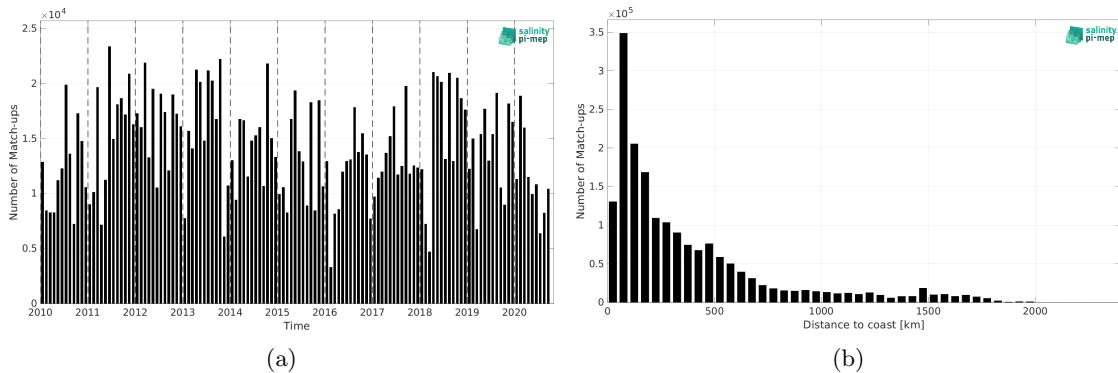 ×10⁴
2.5
2
1.5
1
0.5
0
Number of Match-ups
2010 2011 2012 2013 2014 2015 2016 2017 2018 2019 2020
Time
salinity
pi-mep
(a)
×10⁵
3.5
3
2.5
2
1.5
1
0.5
0
Number of Match-ups
0 500 1000 1500 2000
Distance to coast [km]
salinity
pi-mep
(b)